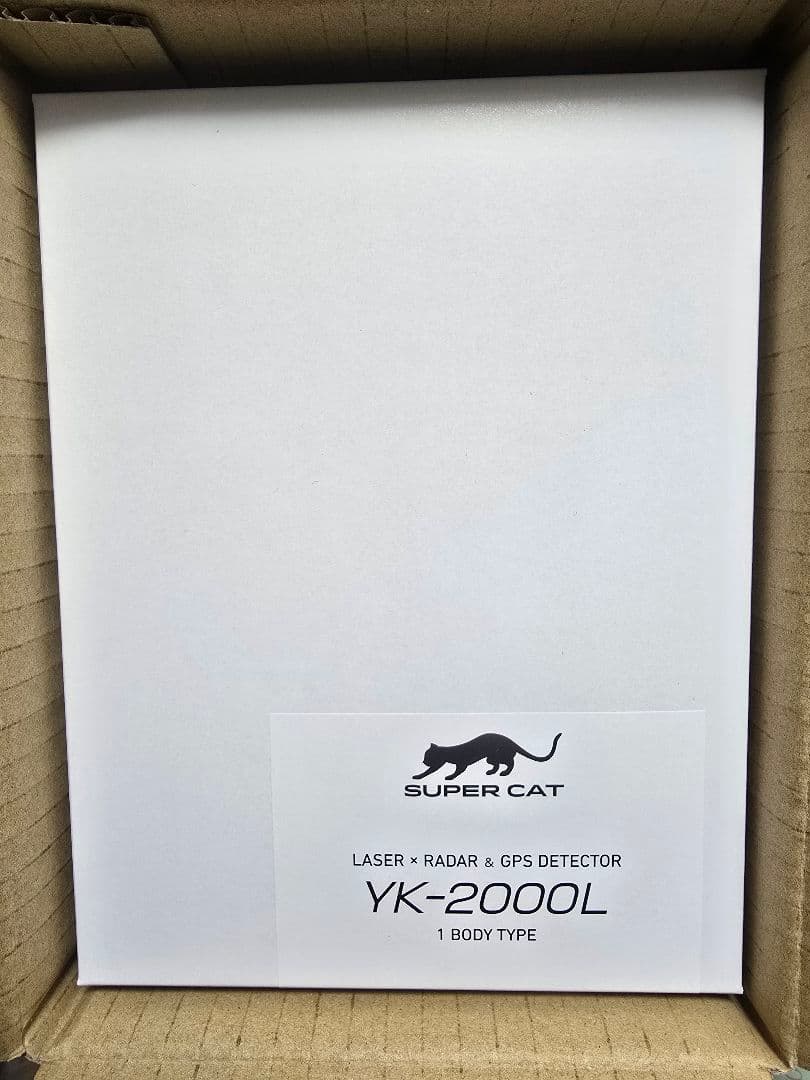 SUPER CAT
LASER × RADAR & GPS DETECTOR
YK-2000L
1 BODY TYPE